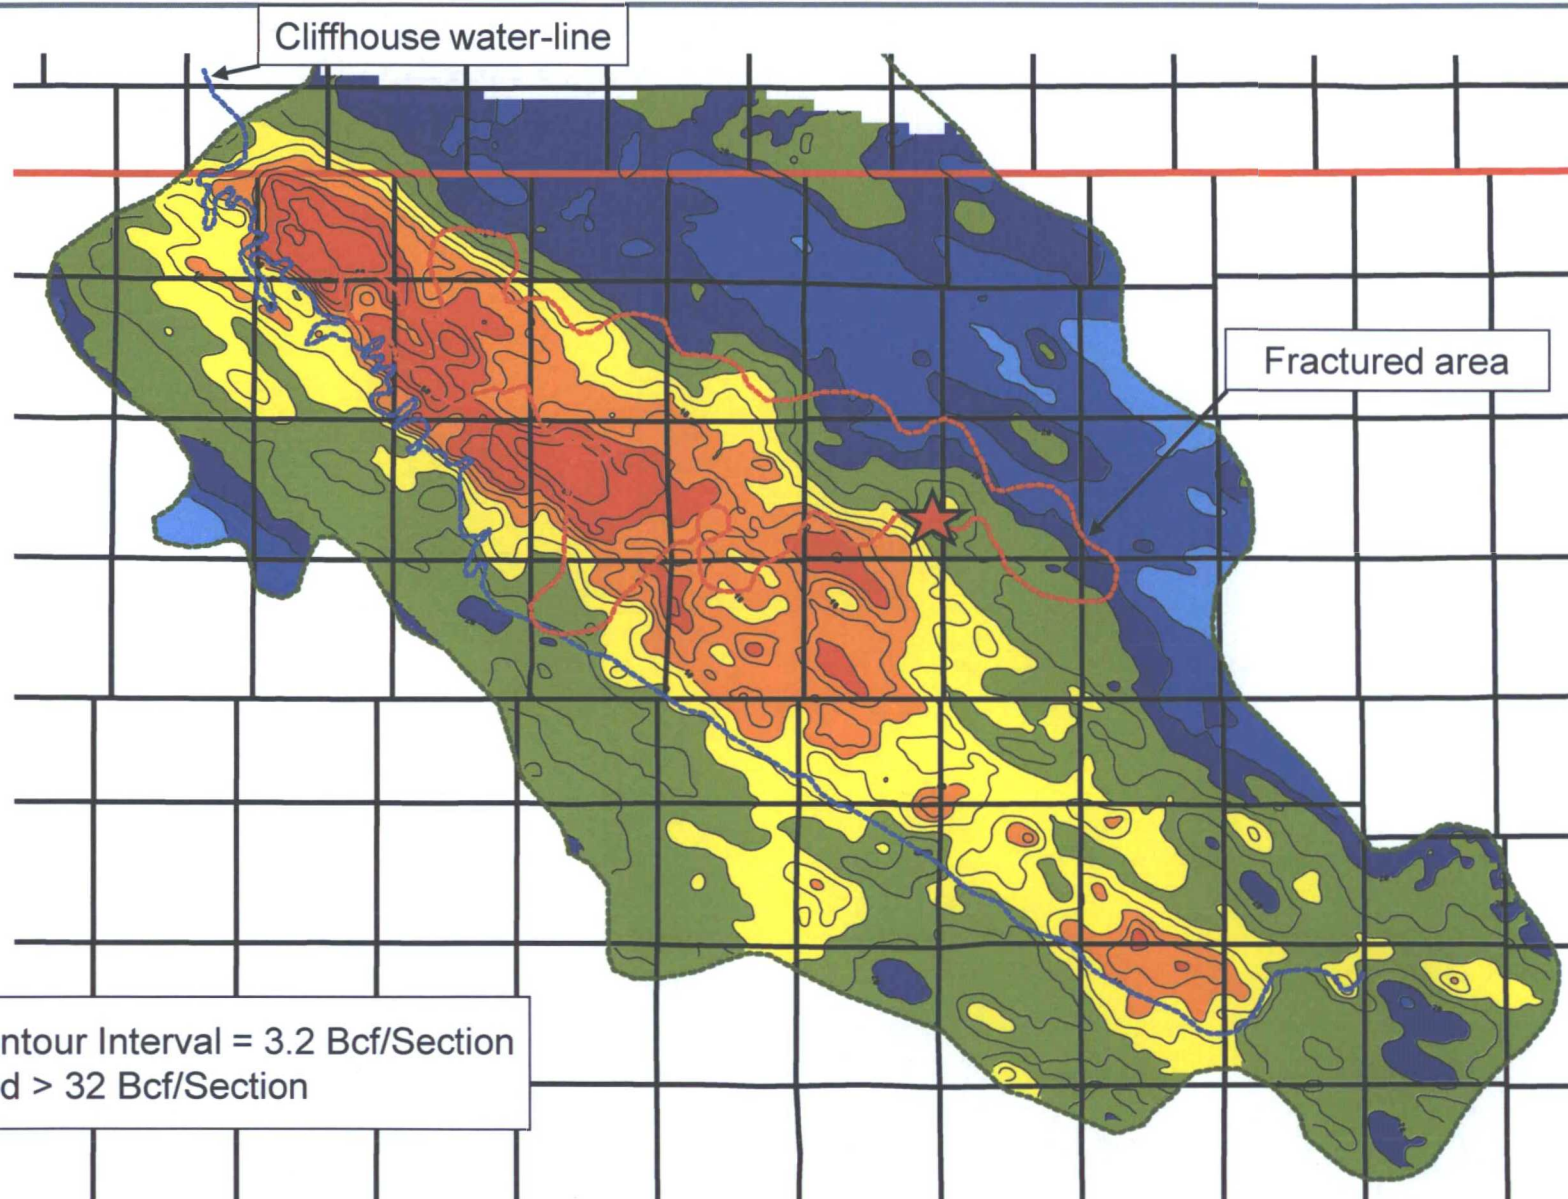 Cliffhouse water-line
Fractured area
ntour Interval = 3.2 Bcf/Section
d > 32 Bcf/Section